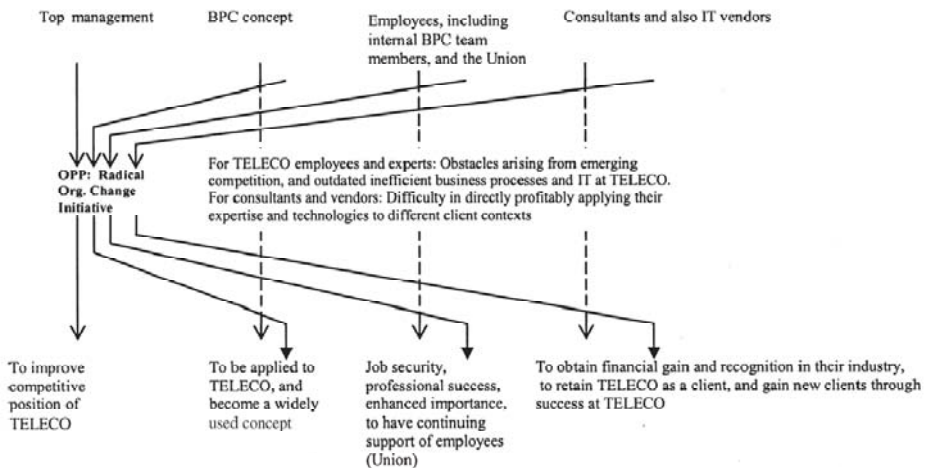 Top management
BPC concept
Employees, including
internal BPC team
members, and the Union
Consultants and also IT vendors
OPP: Radical
Org. Change
Initiative
For TELECO employees and experts: Obstacles arising from emerging
competition, and outdated inefficient business processes and IT at TELECO.
For consultants and vendors: Difficulty in directly profitably applying their
expertise and technologies to different client contexts
To improve
competitive
position of
TELECO
To be applied to
TELECO, and
become a widely
used concept
Job security,
professional success,
enhanced importance,
to have continuing
support of employees
(Union)
To obtain financial gain and recognition in their industry,
to retain TELECO as a client, and gain new clients through
success at TELECO